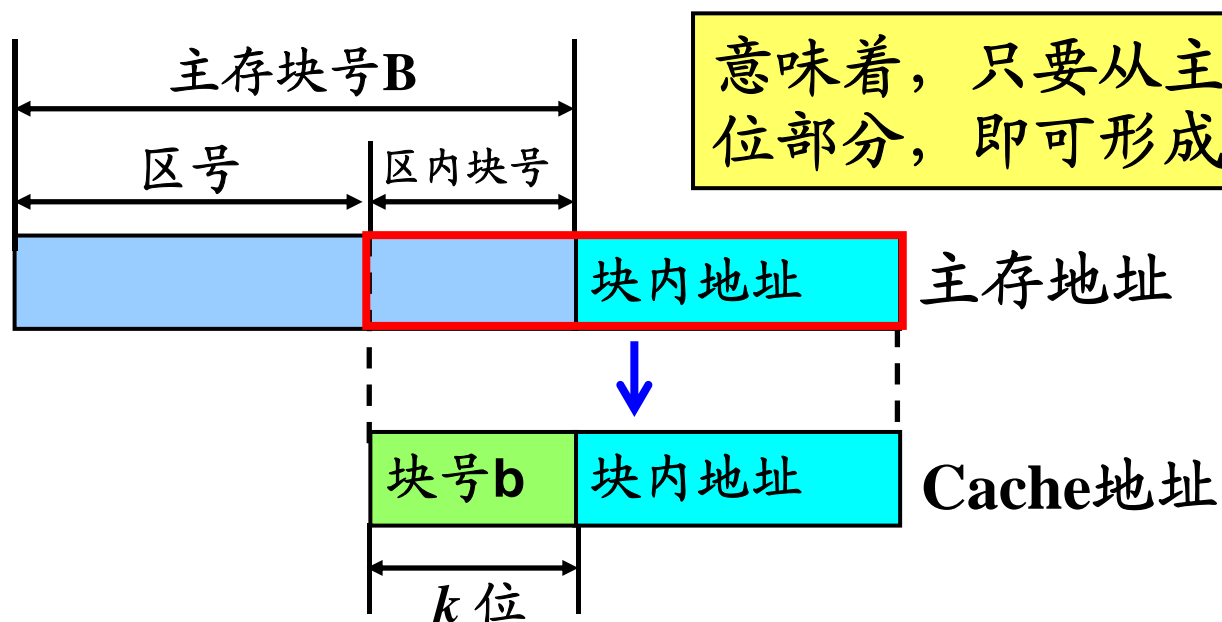 主存块号B
意味着，只要从主
位部分，即可形成
区号
区内块号
块内地址
主存地址
块号b
块内地址
Cache地址
k 位